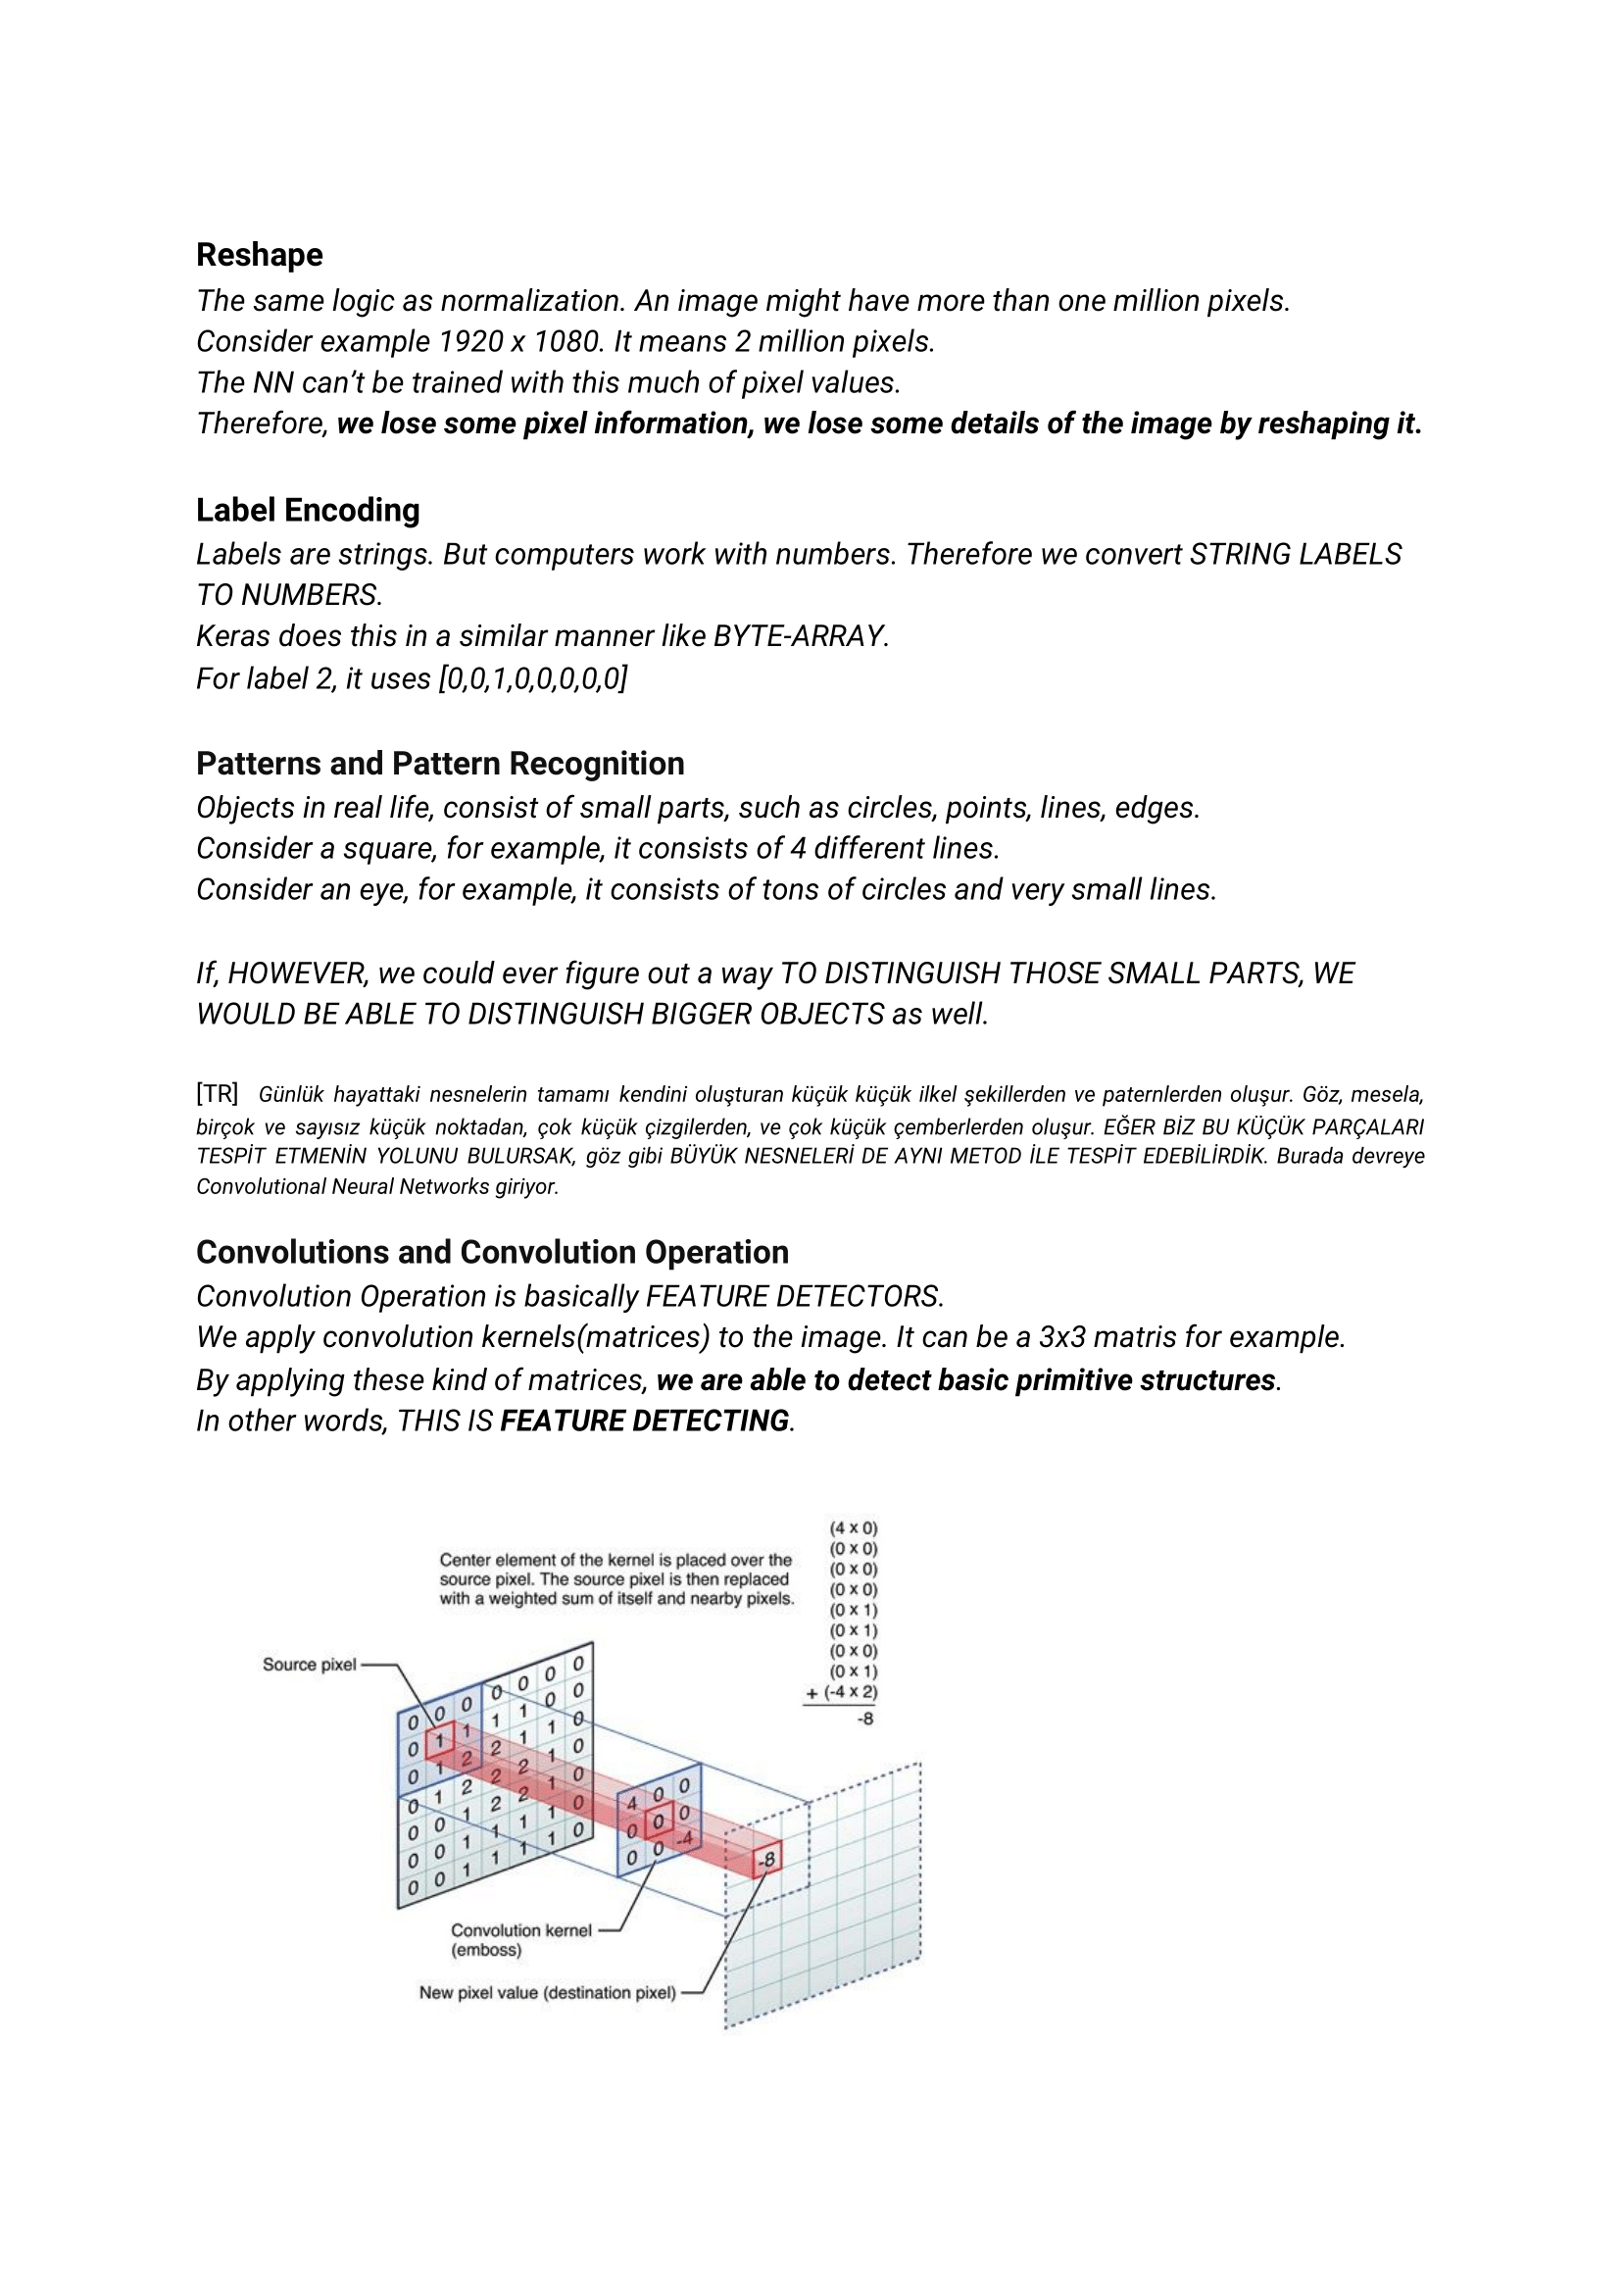 Reshape
The same logic as normalization. An image might have more than one million pixels.
Consider example 1920 x 1080. It means 2 million pixels.
The NN can’t be trained with this much of pixel values.
Therefore, we lose some pixel information, we lose some details of the image by reshaping it.
Label Encoding
Labels are strings. But computers work with numbers. Therefore we convert STRING LABELS
TO NUMBERS.
Keras does this in a similar manner like BYTE-ARRAY.
For label 2, it uses [0,0,1,0,0,0,0,0]
Patterns and Pattern Recognition
Objects in real life, consist of small parts, such as circles, points, lines, edges.
Consider a square, for example, it consists of 4 different lines.
Consider an eye, for example, it consists of tons of circles and very small lines.
If, HOWEVER, we could ever figure out a way TO DISTINGUISH THOSE SMALL PARTS, WE
WOULD BE ABLE TO DISTINGUISH BIGGER OBJECTS as well.
[TR] Günlük hayattaki nesnelerin tamamı kendini oluşturan küçük küçük ilkel şekillerden ve paternlerden oluşur. Göz, mesela,
birçok ve sayısız küçük noktadan, çok küçük çizgilerden, ve çok küçük çemberlerden oluşur. EĞER BİZ BU KÜÇÜK PARÇALARI
TESPİT ETMENİN YOLUNU BULURSAK, göz gibi BÜYÜK NESNELERİ DE AYNI METOD İLE TESPİT EDEBİLİRDİK. Burada devreye
Convolutional Neural Networks giriyor.
Convolutions and Convolution Operation
Convolution Operation is basically FEATURE DETECTORS.
We apply convolution kernels(matrices) to the image. It can be a 3x3 matris for example.
By applying these kind of matrices, we are able to detect basic primitive structures.
In other words, THIS IS FEATURE DETECTING.
Center element of the kernel is placed over the
source pixel. The source pixel is then replaced
with a weighted sum of itself and nearby pixels.
(4 x 0)
(0 x 0)
(0 x 0)
(0 x 0)
(0 x 1)
(0 x 1)
(0 x 0)
(0 x 1)
+ (-4 x 2)
-8
Source pixel
0 0 0 0 0 0 0
0 1 1 1 1 0 0
0 1 2 2 1 1 0
0 1 2 2 2 1 0
0 0 1 2 2 1 0
0 0 1 1 1 1 0
0 0 1 1 1 1 0
4 0 0
0 0 0
0 0 -4
-8
Convolution kernel
(emboss)
New pixel value (destination pixel)